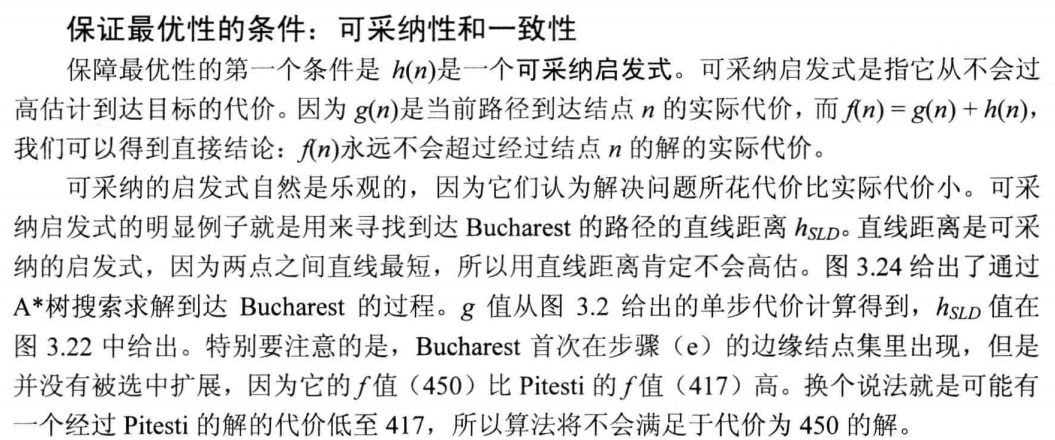 保证最优性的条件：可采纳性和一致性
保障最优性的第一个条件是 h(n)是一个可采纳启发式。可采纳启发式是指它从不会过
高估计到达目标的代价。因为 g(n)是当前路径到达结点 n 的实际代价，而 f(n) = g(n) + h(n)，
我们可以得到直接结论：f(n)永远不会超过经过结点 n 的解的实际代价。
可采纳的启发式自然是乐观的，因为它们认为解决问题所花代价比实际代价小。可采
纳启发式的明显例子就是用来寻找到达 Bucharest 的路径的直线距离 hSLD。直线距离是可采
纳的启发式，因为两点之间直线最短，所以用直线距离肯定不会高估。图 3.24 给出了通过
A*树搜索求解到达 Bucharest 的过程。g 值从图 3.2 给出的单步代价计算得到，hSLD 值在
图 3.22 中给出。特别要注意的是，Bucharest 首次在步骤（e）的边缘结点集里出现，但是
并没有被选中扩展，因为它的 f 值（450）比 Pitesti 的 f 值（417）高。换个说法就是可能有
一个经过 Pitesti 的解的代价低至 417，所以算法将不会满足于代价为 450 的解。